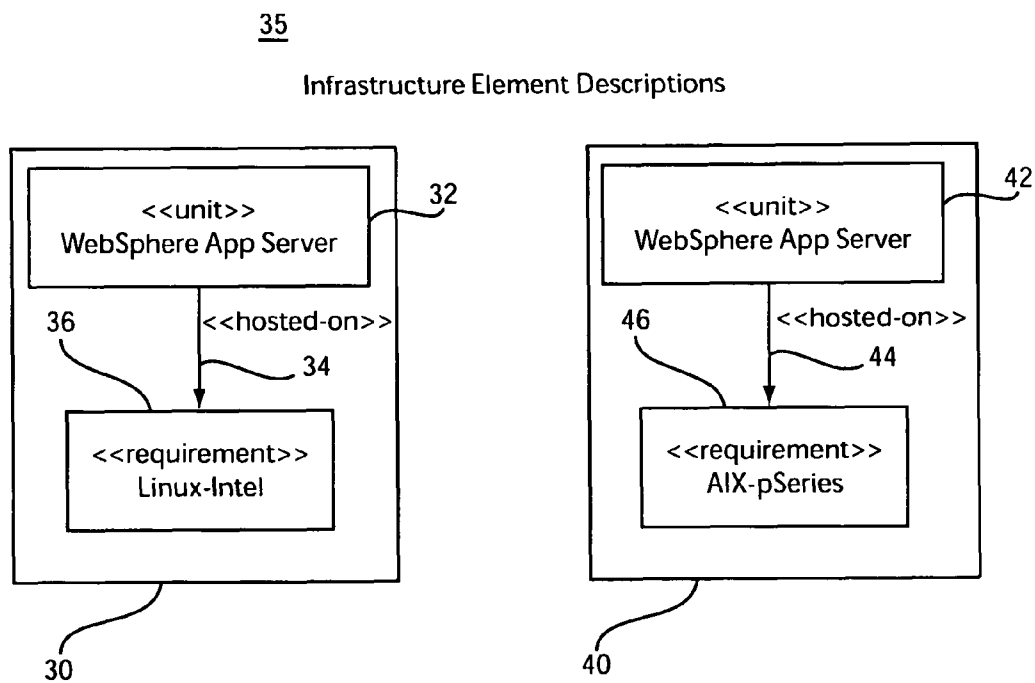 35
Infrastructure Element Descriptions
<<unit>>
WebSphere App Server
32
<<hosted-on>>
36
34
<<requirement>>
Linux-Intel
30
<<unit>>
WebSphere App Server
42
<<hosted-on>>
46
44
<<requirement>>
AIX-pSeries
40